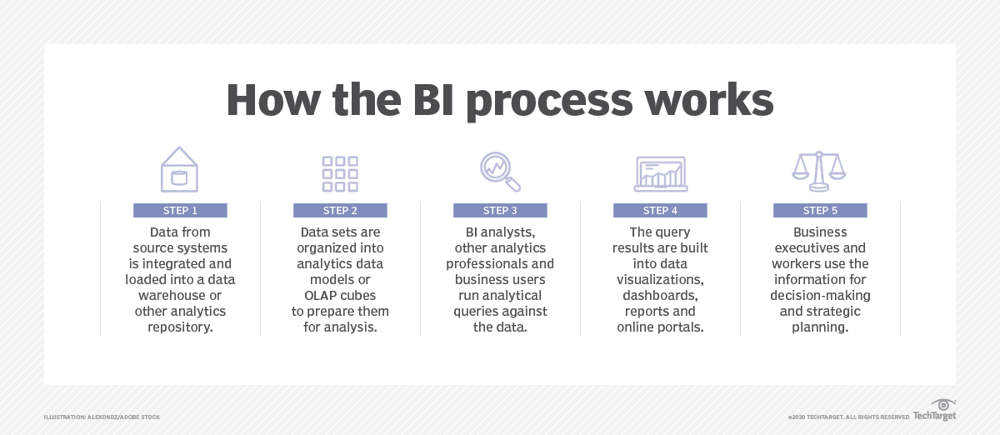 How the BI process works
STEP 1
Data from
source systems
is integrated and
loaded into a data
warehouse or
other analytics
repository.
STEP 2
Data sets are
organized into
analytics data
models or
OLAP cubes
to prepare them
for analysis.
STEP 3
BI analysts,
other analytics
professionals and
business users
run analytical
queries against
the data.
STEP 4
The query
results are built
into data
visualizations,
dashboards,
reports and
online portals.
STEP 5
Business
executives and
workers use the
information for
decision-making
and strategic
planning.
ILLUSTRATION: ALEXDNDZ/ADOBE STOCK
©2020 TECHTARGET. ALL RIGHTS RESERVED
TechTarget